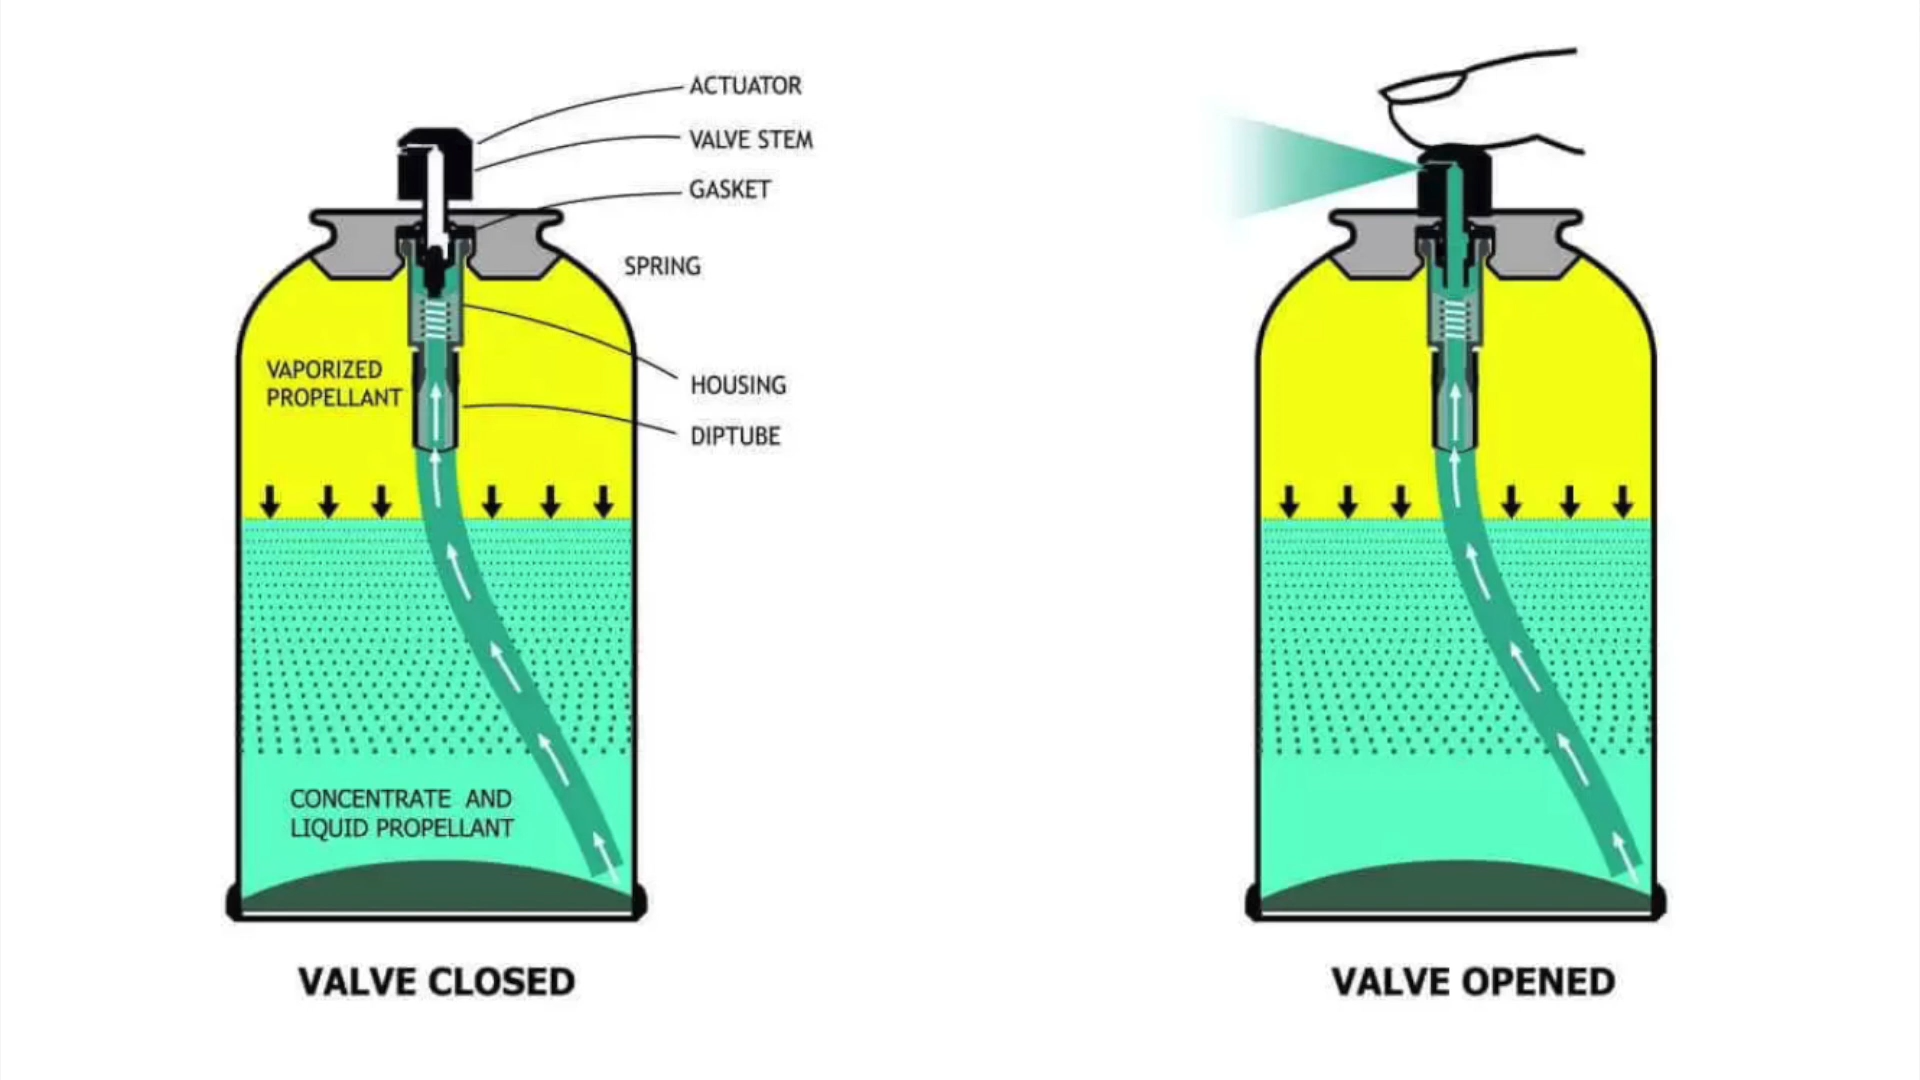 ACTUATOR
VALVE STEM
GASKET
SPRING
VAPORIZED
PROPELLANT
HOUSING
DIPTUBE
CONCENTRATE AND
LIQUID PROPELLANT
VALVE CLOSED
VALVE OPENED